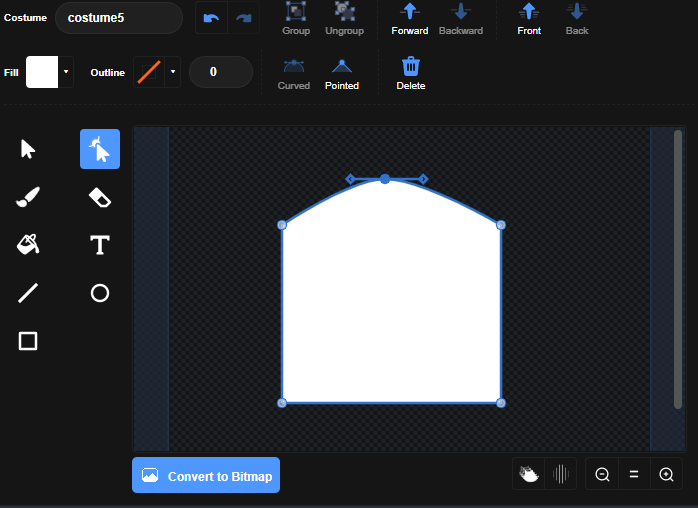 Costume costume5
Group Ungroup Forward Backward Front Back
Fill Outline 0
Curved Pointed Delete
T
Convert to Bitmap
=